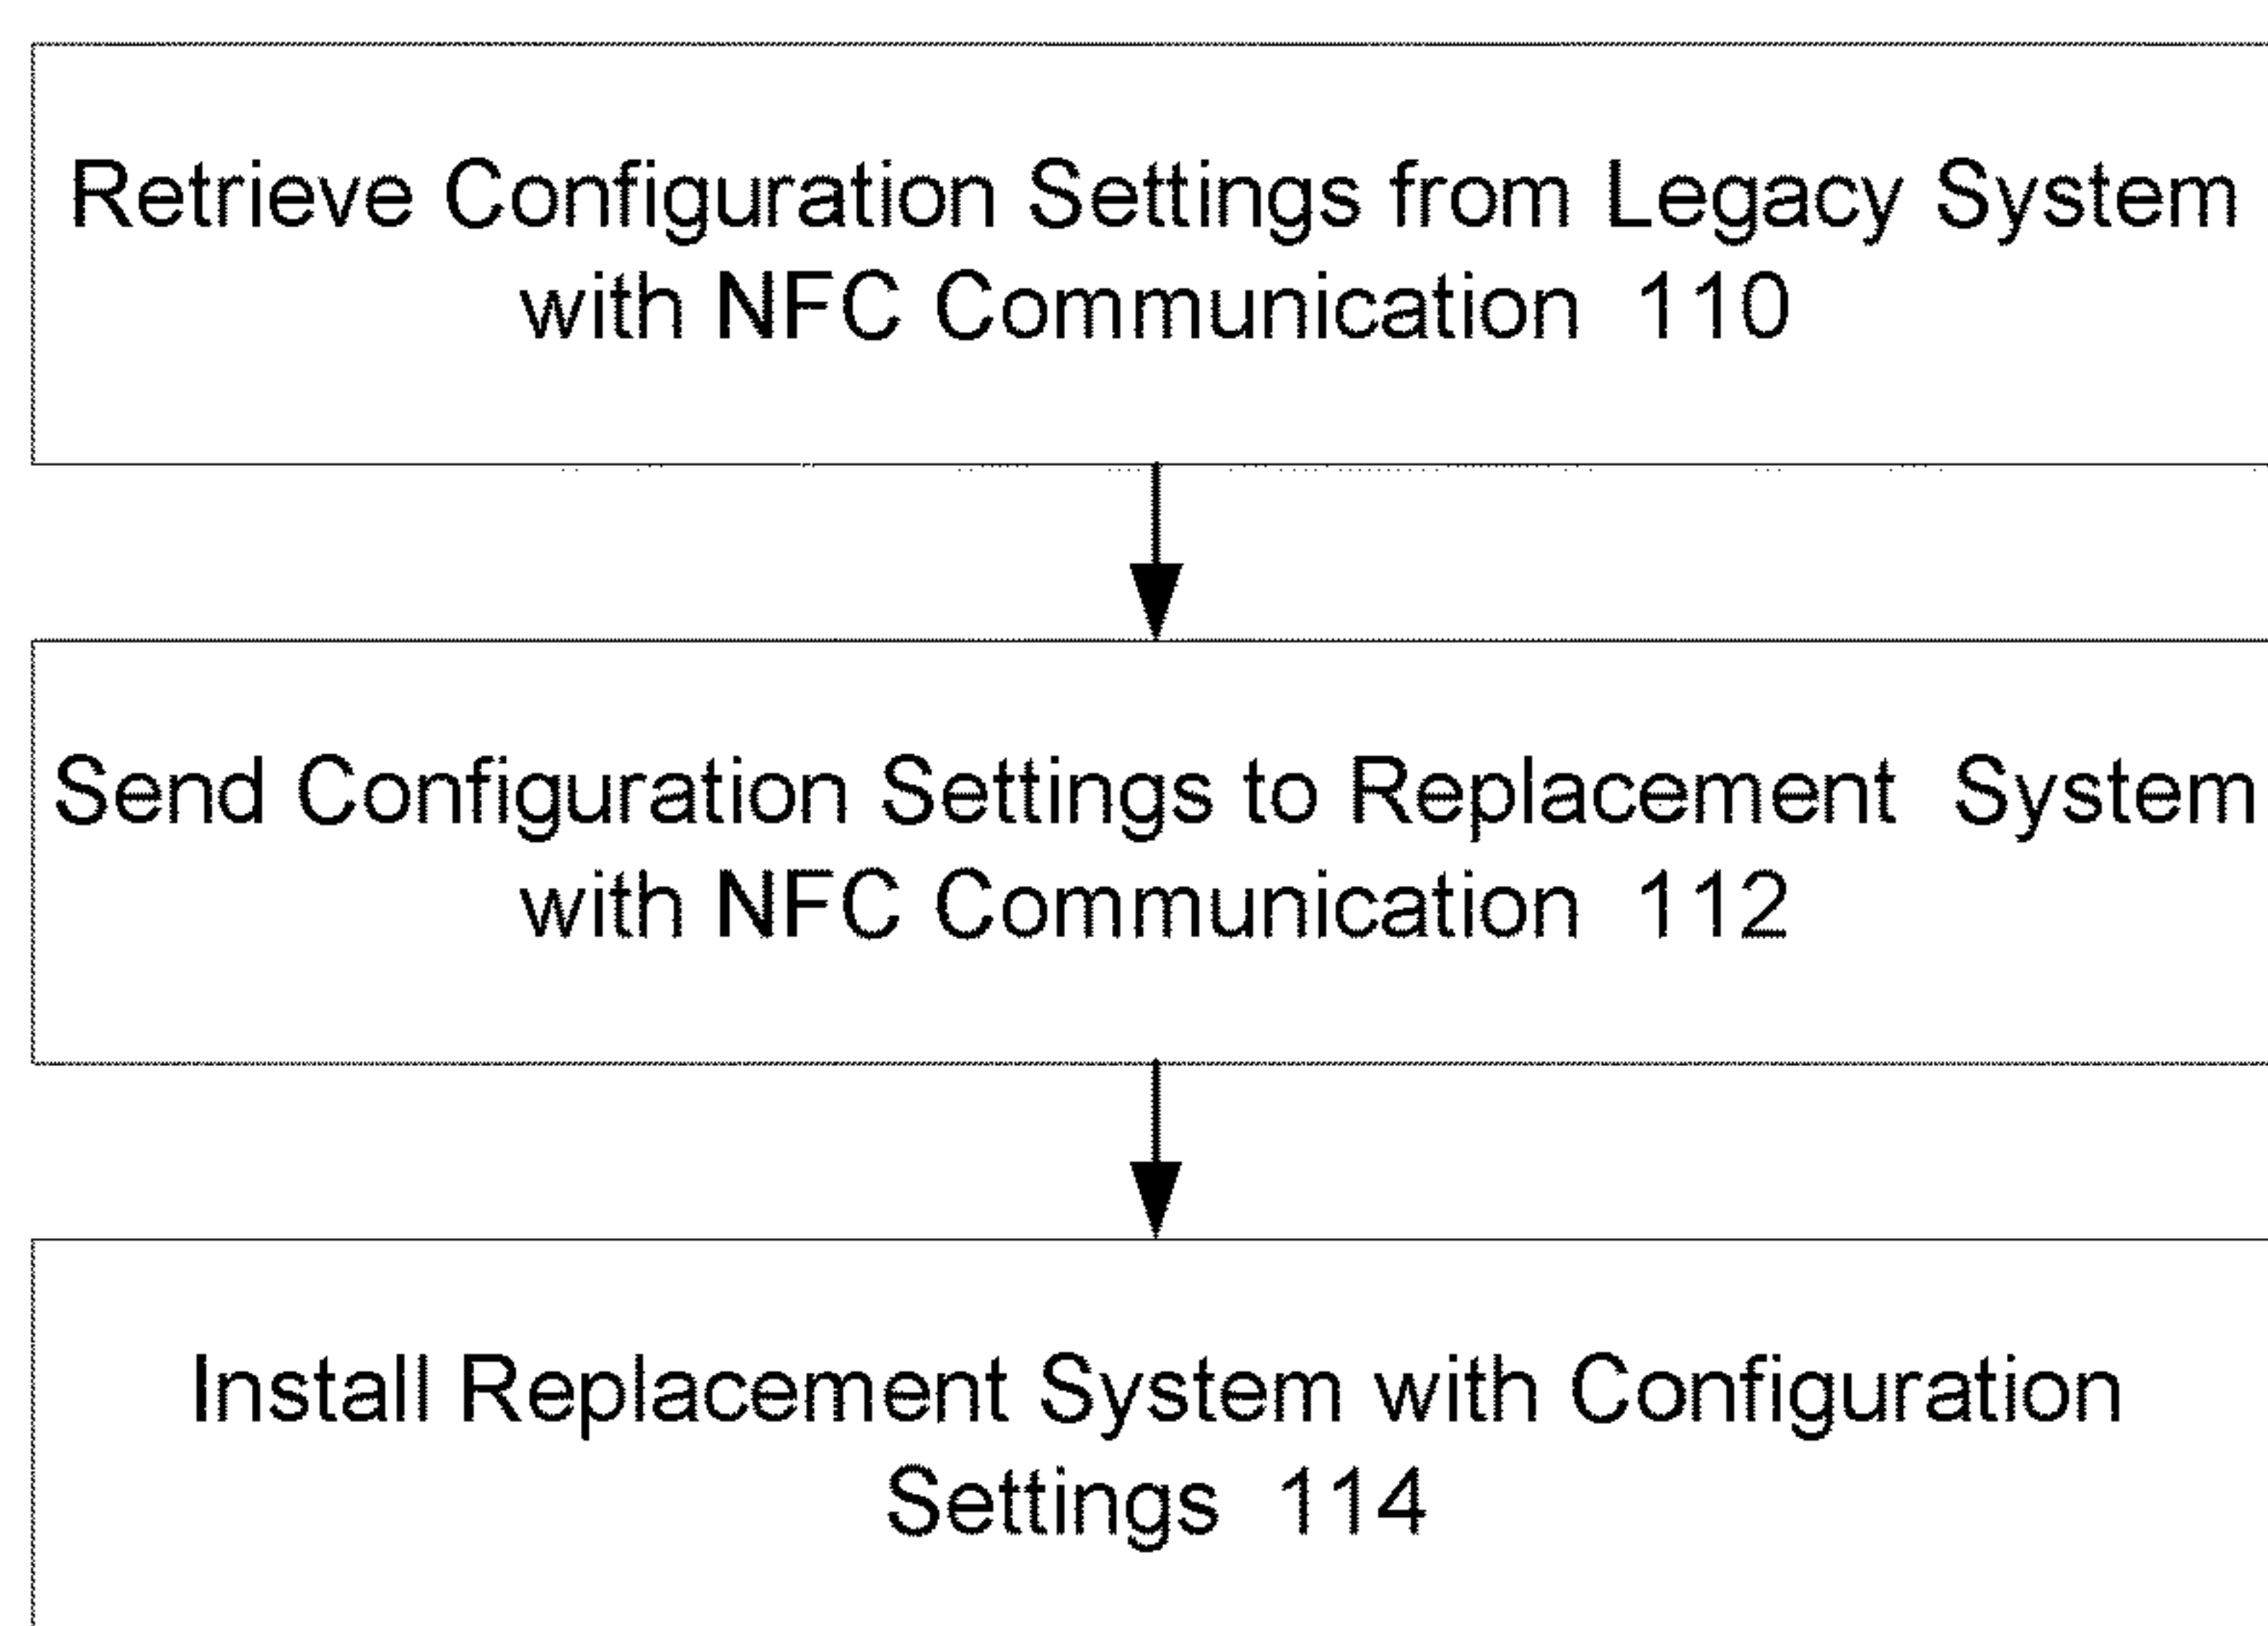 Retrieve Configuration Settings from Legacy System
with NFC Communication 110
Send Configuration Settings to Replacement System
with NFC Communication 112
Install Replacement System with Configuration
Settings 114